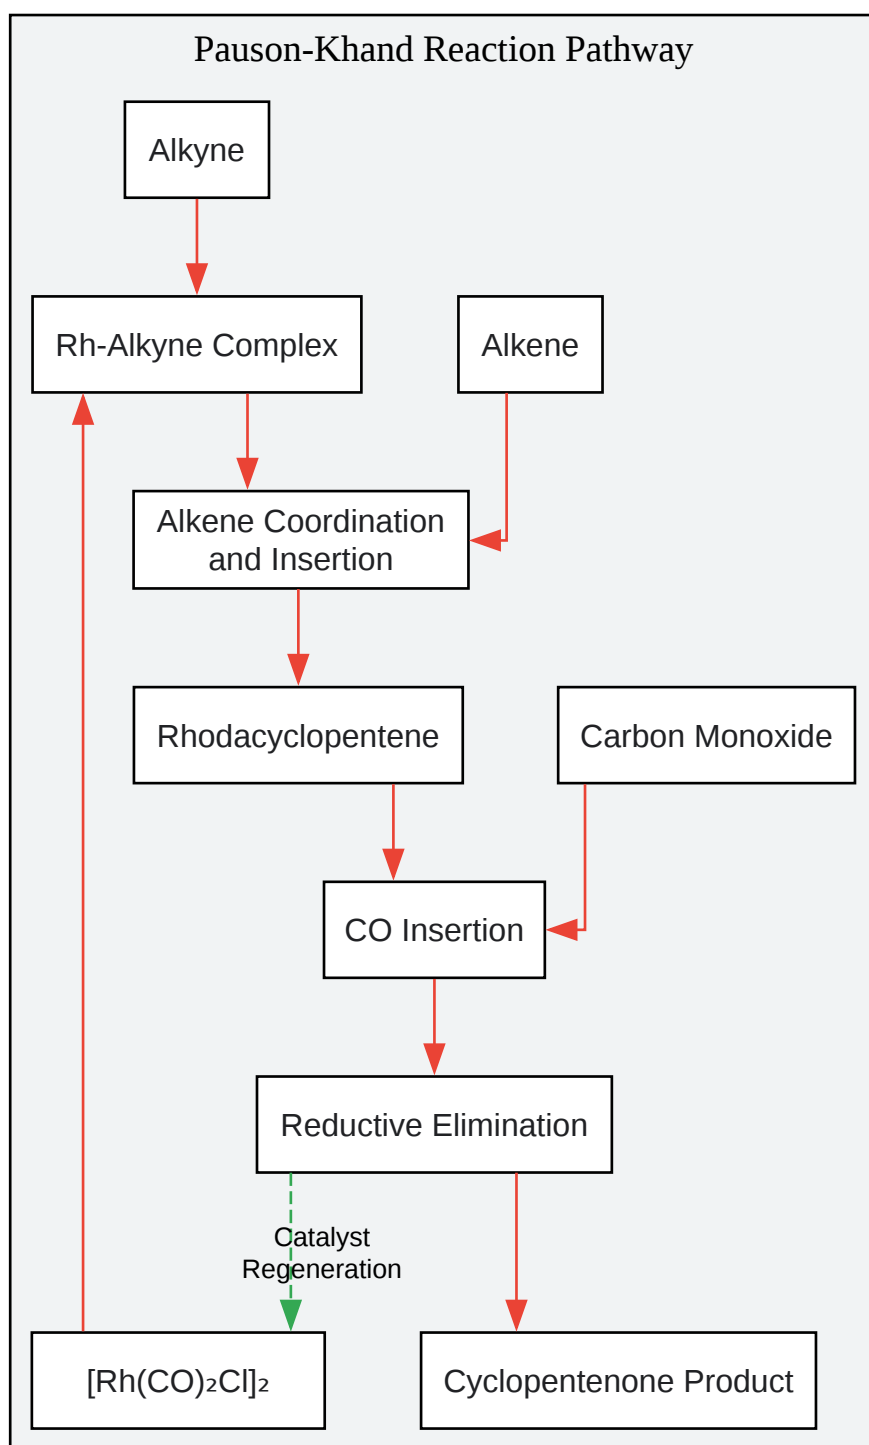 Pauson-Khand Reaction Pathway
Alkyne
Rh-Alkyne Complex
Alkene
Alkene Coordination
and Insertion
Rhodacyclopentene
Carbon Monoxide
CO Insertion
Reductive Elimination
Catalyst
Regeneration
[Rh(CO)₂Cl]₂
Cyclopentenone Product